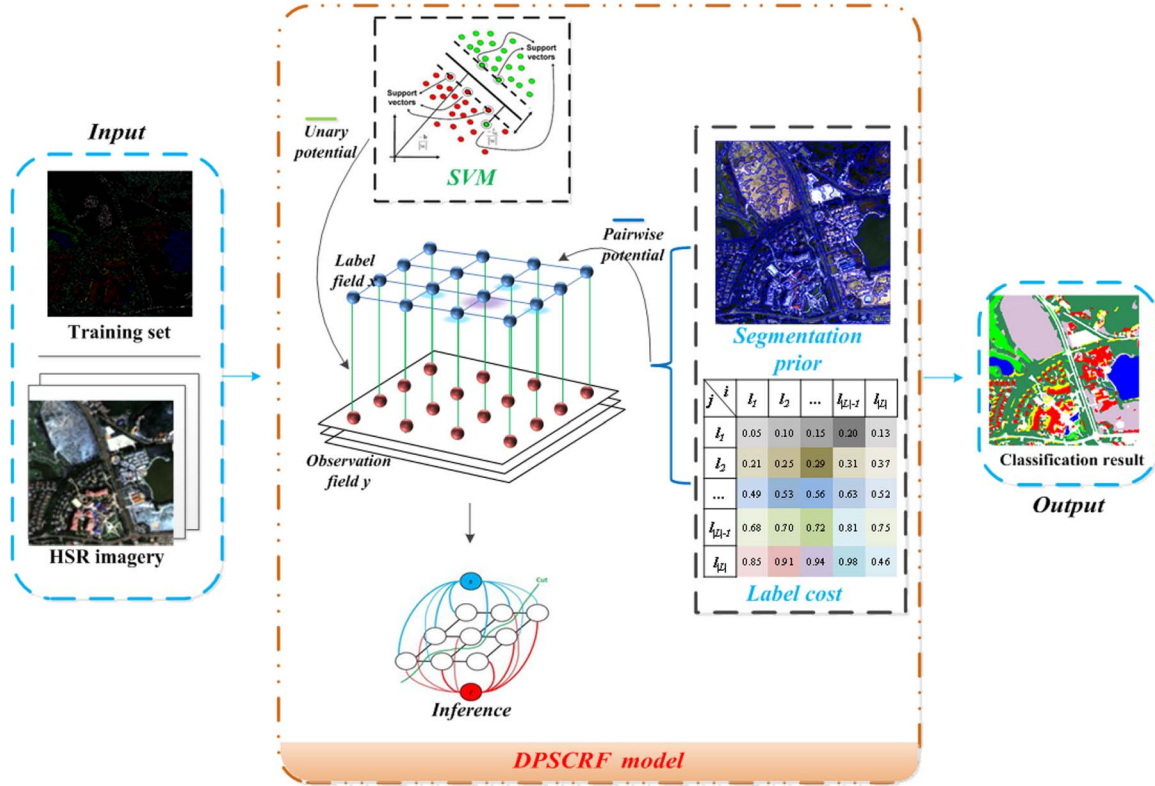 Input
Training set
HSR imagery
Support
vectors
Support
vectors
SVM
Unary
potential
Pairwise
potential
Label
field x
Observation
field y
Cut
Inference
Segmentation
prior
i
j
l1 l2 ... l|L|-1 l|L|
l1 0.05 0.10 0.15 0.20 0.13
l2 0.21 0.25 0.29 0.31 0.37
... 0.49 0.53 0.56 0.63 0.52
l|L|-1 0.68 0.70 0.72 0.81 0.75
l|L| 0.85 0.91 0.94 0.98 0.46
Label cost
Classification result
Output
DPSCRF model